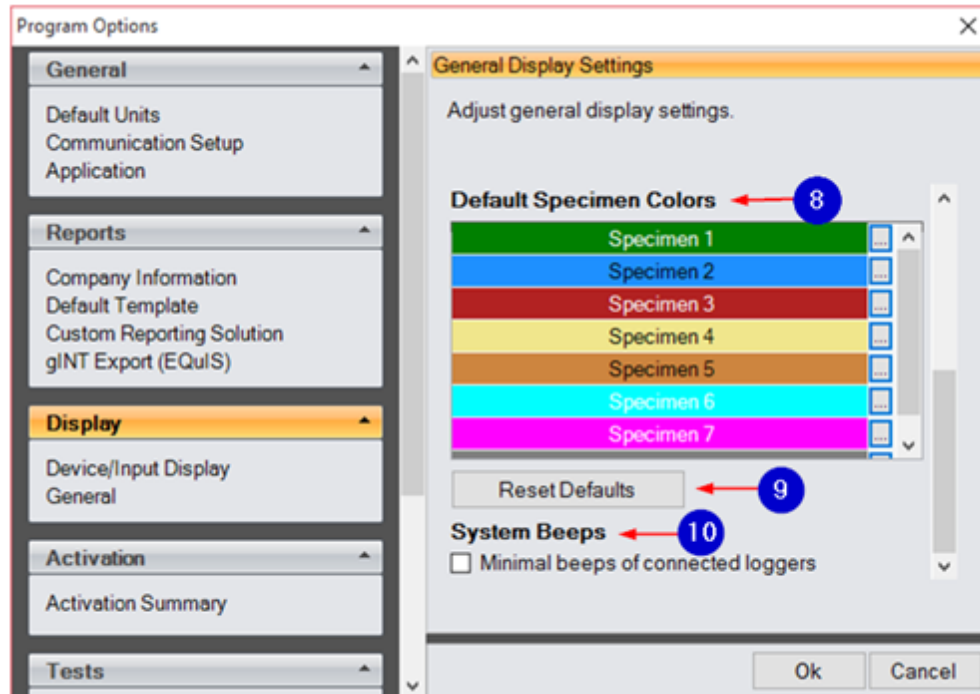 Program Options
General
Default Units
Communication Setup
Application
Reports
Company Information
Default Template
Custom Reporting Solution
gINT Export (EQuIS)
Display
Device/Input Display
General
Activation
Activation Summary
Tests
General Display Settings
Adjust general display settings.
Default Specimen Colors 8
Specimen 1 ...
Specimen 2 ...
Specimen 3 ...
Specimen 4 ...
Specimen 5 ...
Specimen 6 ...
Specimen 7 ...
Reset Defaults 9
System Beeps 10
Minimal beeps of connected loggers
Ok Cancel